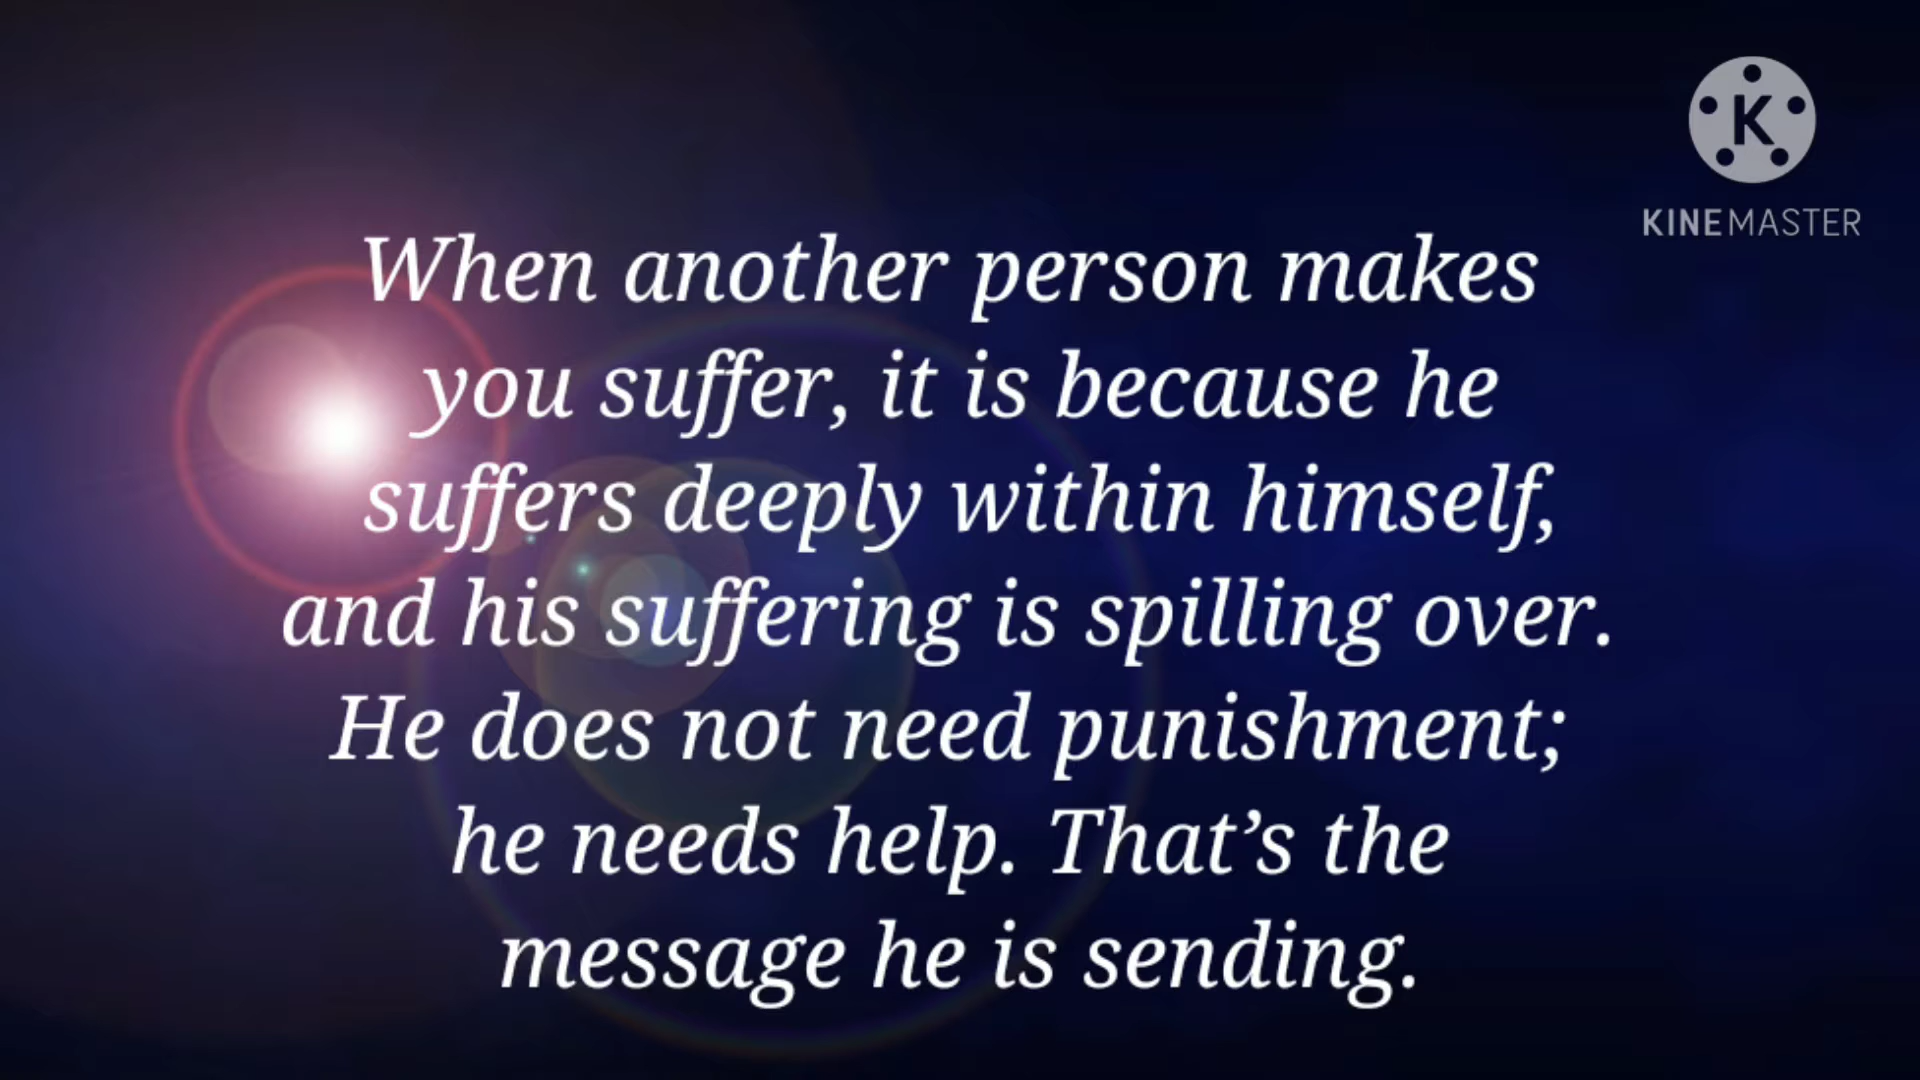 K
KINEMASTER
When another person makes
you suffer, it is because he
suffers deeply within himself,
and his suffering is spilling over.
He does not need punishment;
he needs help. That’s the
message he is sending.